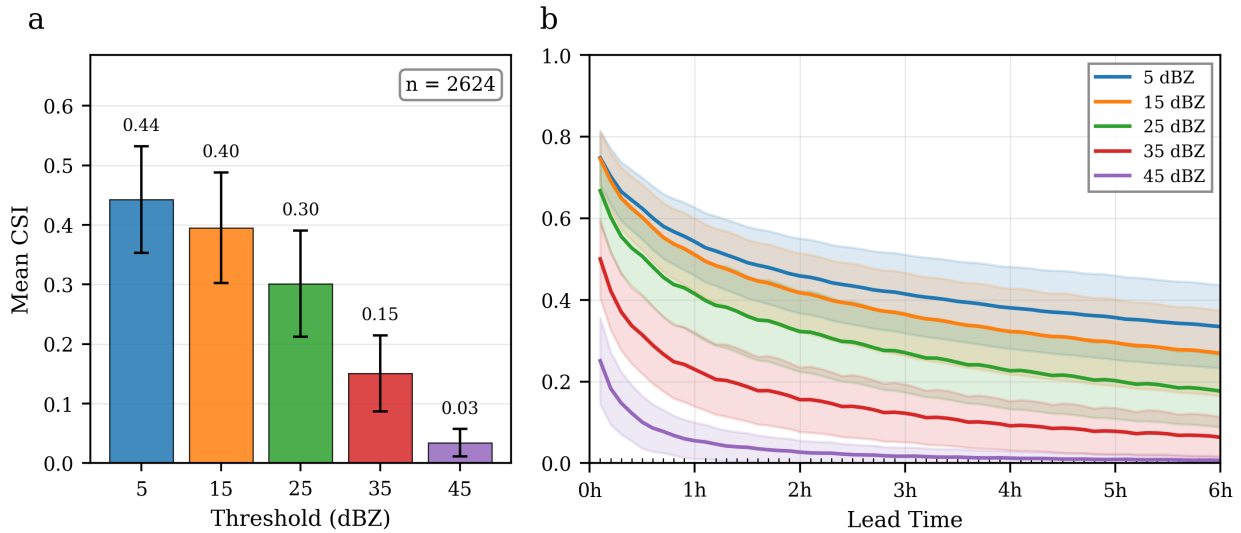 a
n = 2624
0.44
0.40
0.30
0.15
0.03
0.6
0.5
0.4
0.3
0.2
0.1
0.0
Mean CSI
5 15 25 35 45
Threshold (dBZ)
b
1.0
0.8
0.6
0.4
0.2
0.0
5 dBZ
15 dBZ
25 dBZ
35 dBZ
45 dBZ
0h 1h 2h 3h 4h 5h 6h
Lead Time